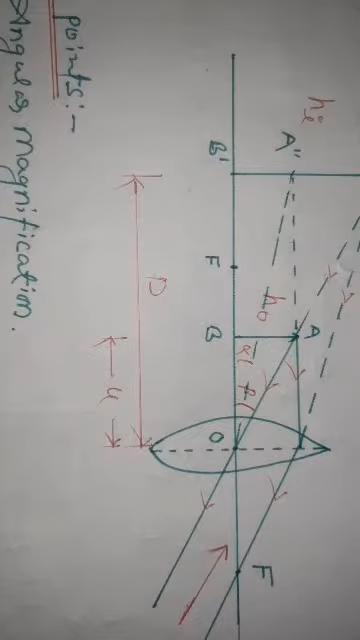 hi
A"
A
ho
B'
F
B
α
β
O
F
D
u
points:-
Angular Magnification.